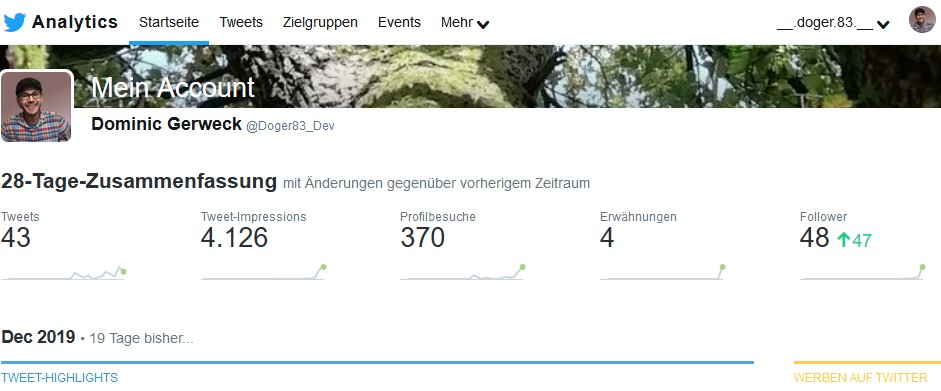 Analytics Startseite Tweets Zielgruppen Events Mehr __.doger.83.__
Mein Account
Dominic Gerweck @Doger83_Dev
28-Tage-Zusammenfassung mit Änderungen gegenüber vorherigem Zeitraum
Tweets Tweet-Impressions Profilbesuche Erwähnungen Follower
43 4.126 370 4 48 47
Dec 2019 • 19 Tage bisher...
TWEET-HIGHLIGHTS WERBEN AUF TWITTER